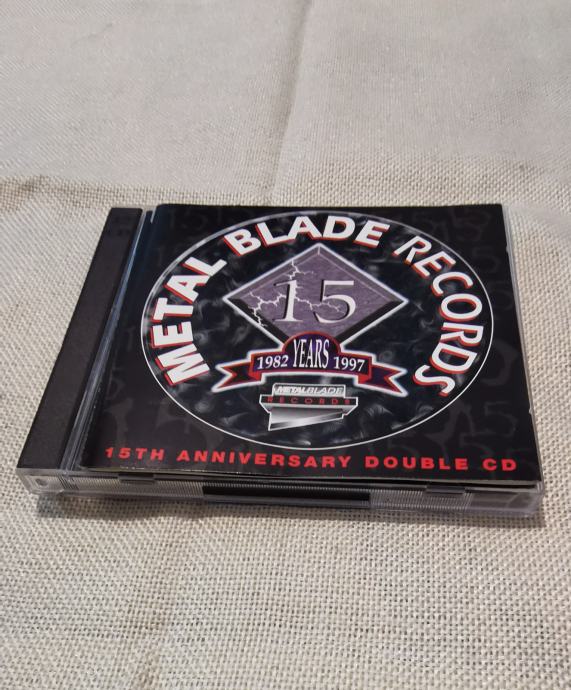 METAL BLADE RECORDS
15
YEARS
1982 1997
METAL BLADE
RECORDS
15TH ANNIVERSARY DOUBLE CD